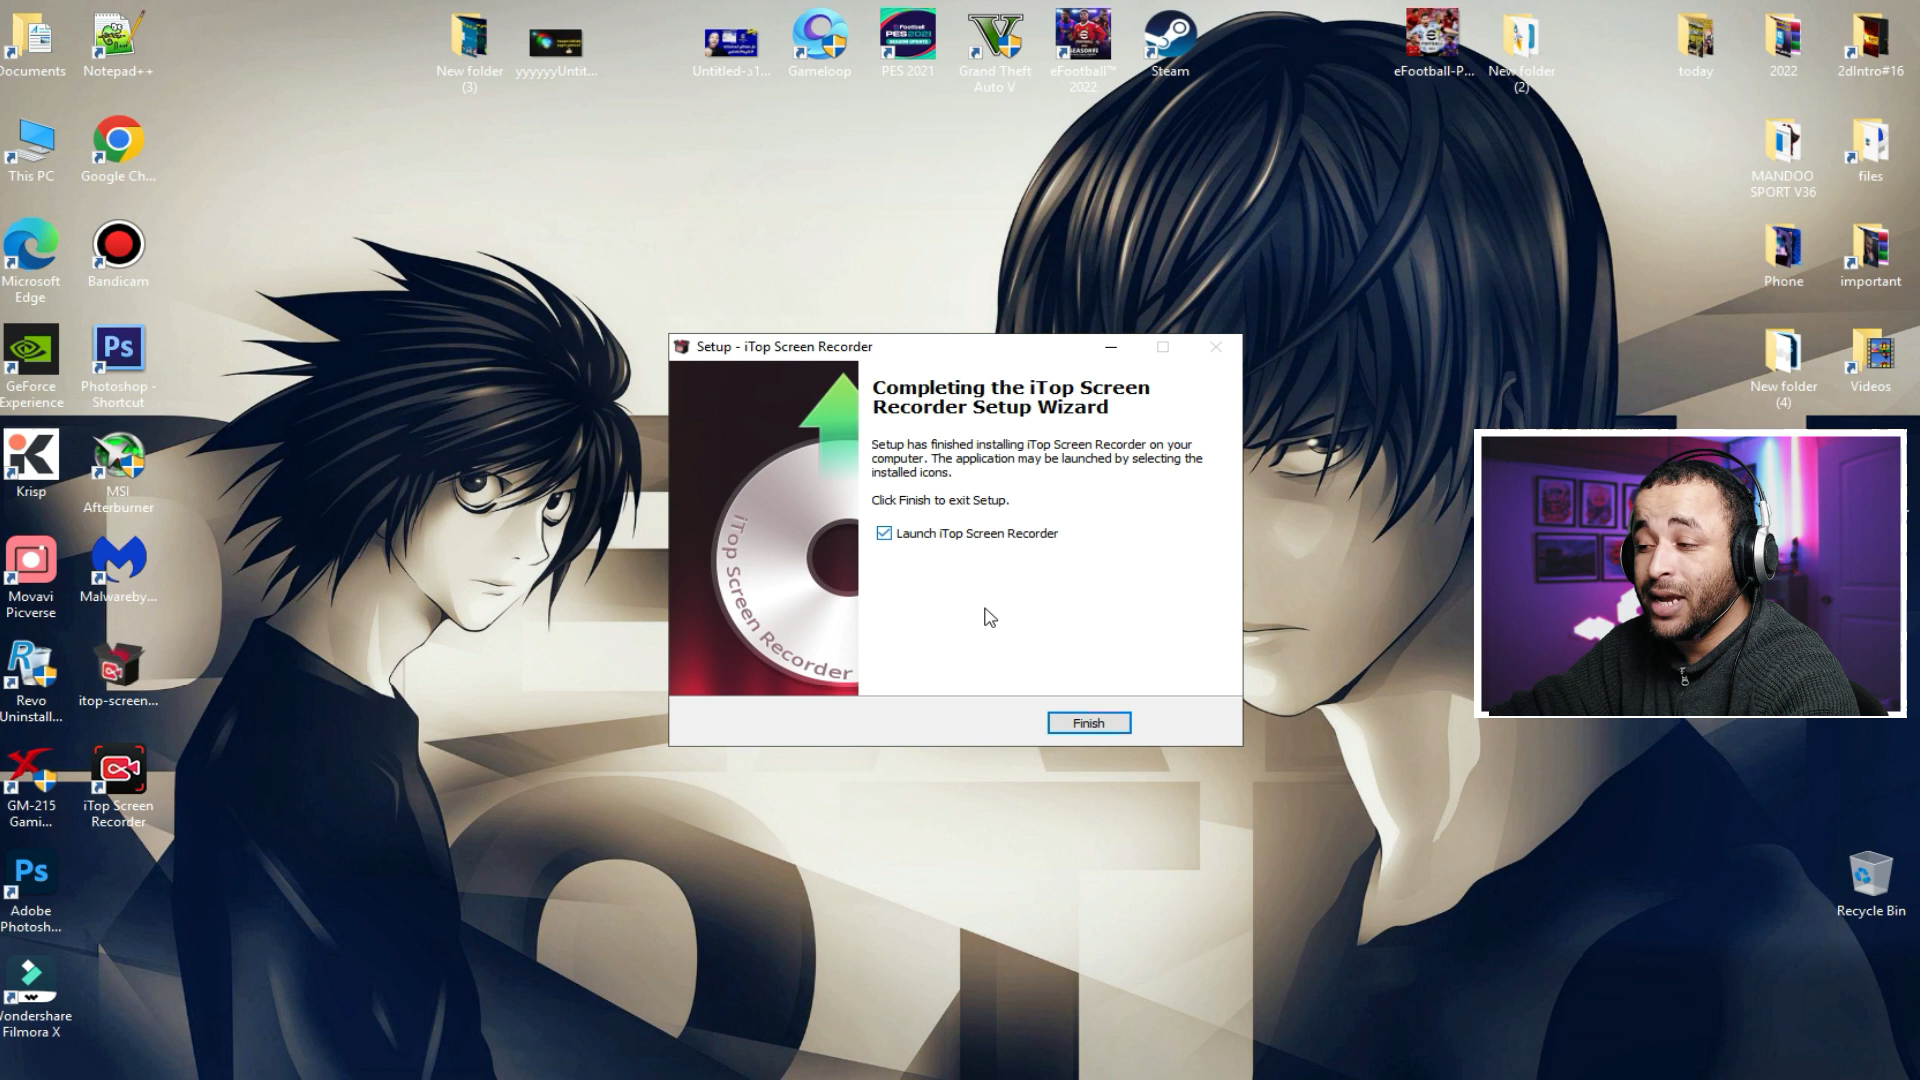 Documents
Notepad++
New folder
(3)
yyyyyyUntit...
Gameloop
PES 2021
Grand Theft
Auto V
eFootball™
2022
Steam
eFootball-P...
New folder
(2)
today
2022
2dIntro#16
This PC
Google Ch...
MANDOO
SPORT V36
files
Microsoft
Edge
Bandicam
Phone
important
GeForce
Experience
Ps
Photoshop -
Shortcut
New folder
(4)
Videos
Krisp
MSI
Afterburner
Movavi
Picverse
Malwareby...
Revo
Uninstall...
itop-screen...
GM-215
Gami...
iTop Screen
Recorder
Ps
Adobe
Photosh...
Wondershare
Filmora X
Recycle Bin
Setup - iTop Screen Recorder
iTop Screen Recorder
Completing the iTop Screen
Recorder Setup Wizard
Setup has finished installing iTop Screen Recorder on your
computer. The application may be launched by selecting the
installed icons.
Click Finish to exit Setup.
Launch iTop Screen Recorder
Finish